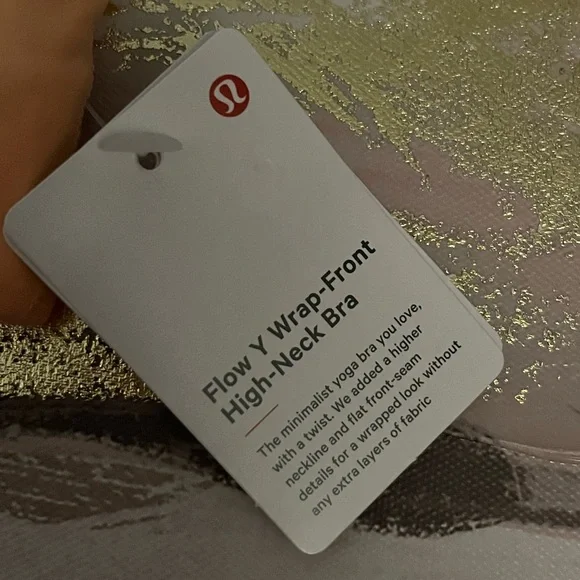 Flow Y Wrap-Front
High-Neck Bra
The minimalist yoga bra you love,
with a twist. We added a higher
neckline and flat front-seam
details for a wrapped look without
any extra layers of fabric